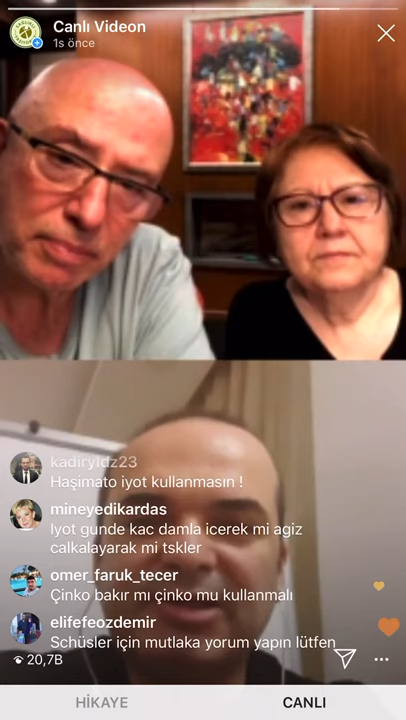 Canlı Videon
1s önce
kadiryldz23
Haşimato iyot kullanmasın !
mineyedikardas
Iyot gunde kac damla icerek mi agiz
calkalayarak mi tskler
omer_faruk_tecer
Çinko bakır mı çinko mu kullanmalı
elifefeozdemir
Schüsler için mutlaka yorum yapın lütfen
20,7B
HİKAYE
CANLI